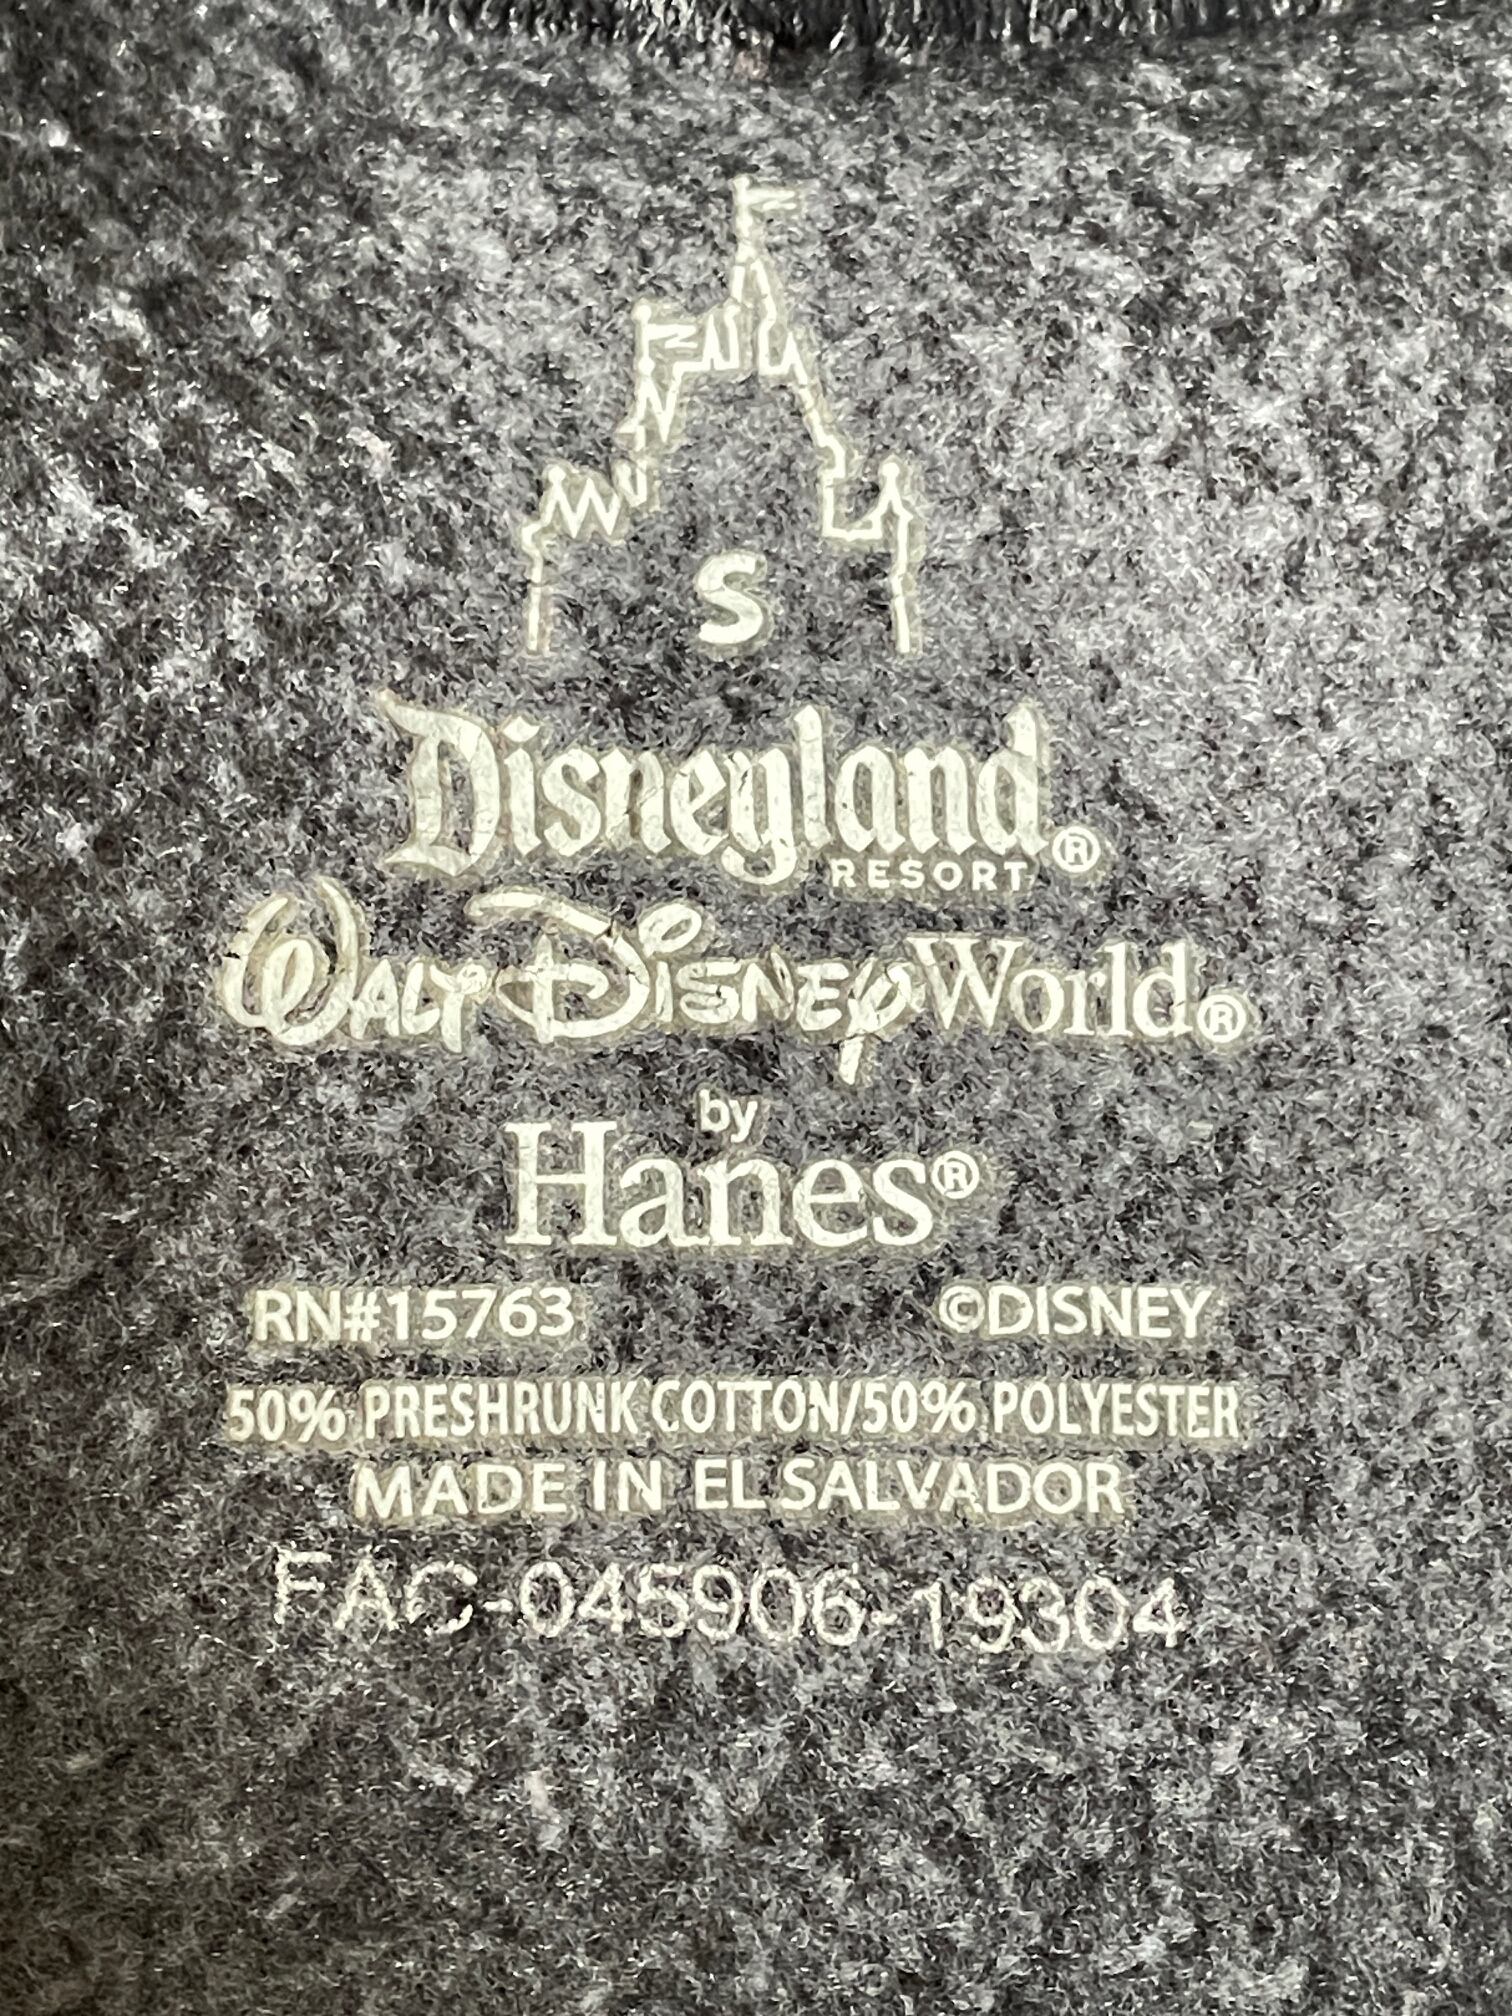 S
Disneyland®
RESORT
WALT DISNEY World®
by
Hanes®
RN#15763 ©DISNEY
50% PRESHRUNK COTTON/50% POLYESTER
MADE IN EL SALVADOR
FAC-045906-19304